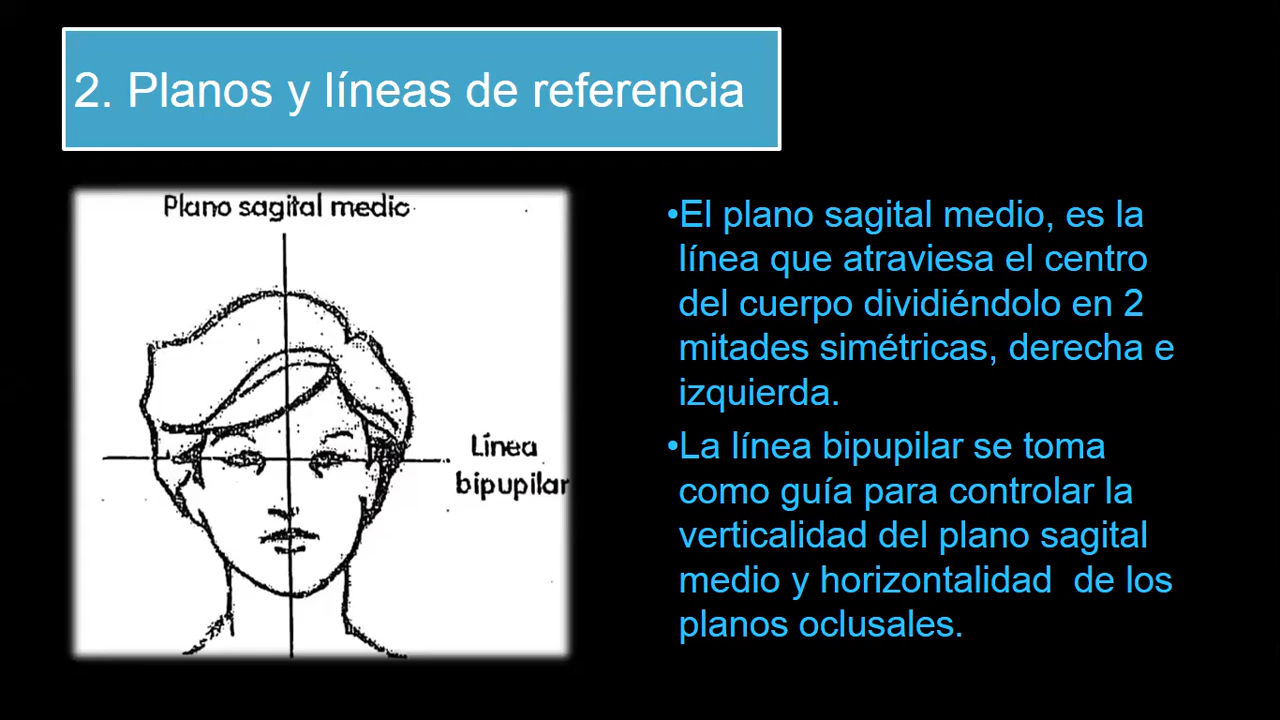 2. Planos y líneas de referencia
Plano sagital medio
Línea
bipupilar
•El plano sagital medio, es la
línea que atraviesa el centro
del cuerpo dividiéndolo en 2
mitades simétricas, derecha e
izquierda.
•La línea bipupilar se toma
como guía para controlar la
verticalidad del plano sagital
medio y horizontalidad  de los
planos oclusales.